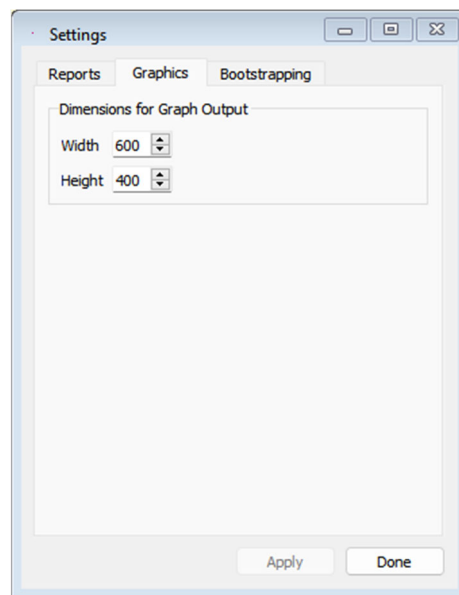 Settings
Reports Graphics Bootstrapping
Dimensions for Graph Output
Width 600
Height 400
Apply Done